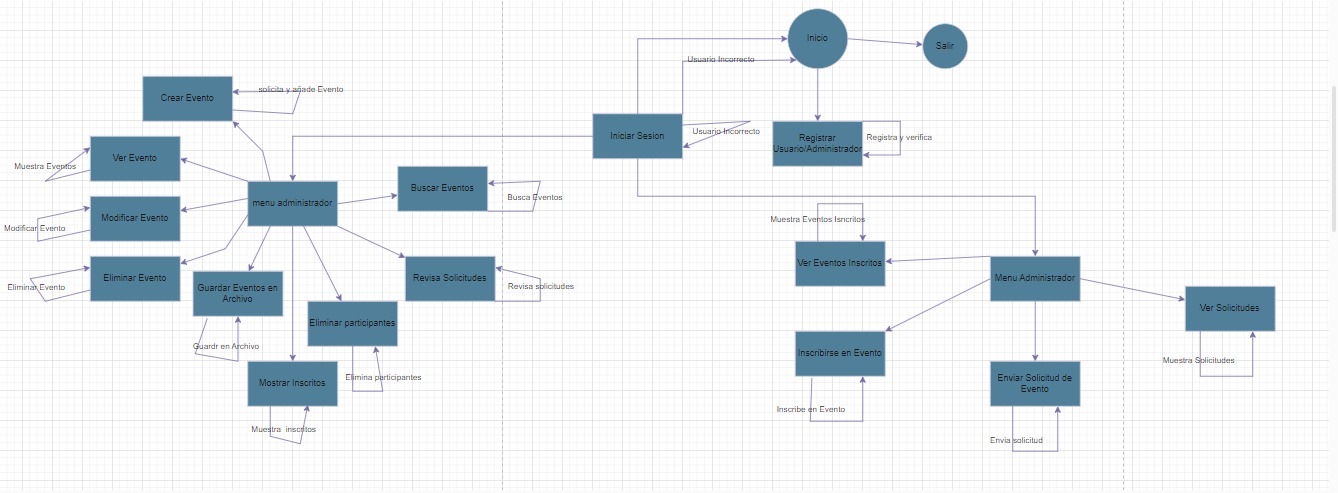 Inicio
Salir
Usuario Incorrecto
Crear Evento
solicita y añade Evento
Iniciar Sesion
Usuario Incorrecto
Registrar
Usuario/Administrador
Registra y verifica
Ver Evento
Muestra Eventos
menu administrador
Buscar Eventos
Busca Eventos
Modificar Evento
Modificar Evento
Muestra Eventos Isncritos
Ver Eventos Inscritos
Eliminar Evento
Eliminar Evento
Guardar Eventos en
Archivo
Guardr en Archivo
Revisa Solicitudes
Revisa solicitudes
Menu Administrador
Ver Solicitudes
Muestra Solicitudes
Eliminar participantes
Elimina participantes
Inscribirse en Evento
Inscribe en Evento
Mostrar Inscritos
Muestra inscritos
Enviar Solicitud de
Evento
Envia solicitud